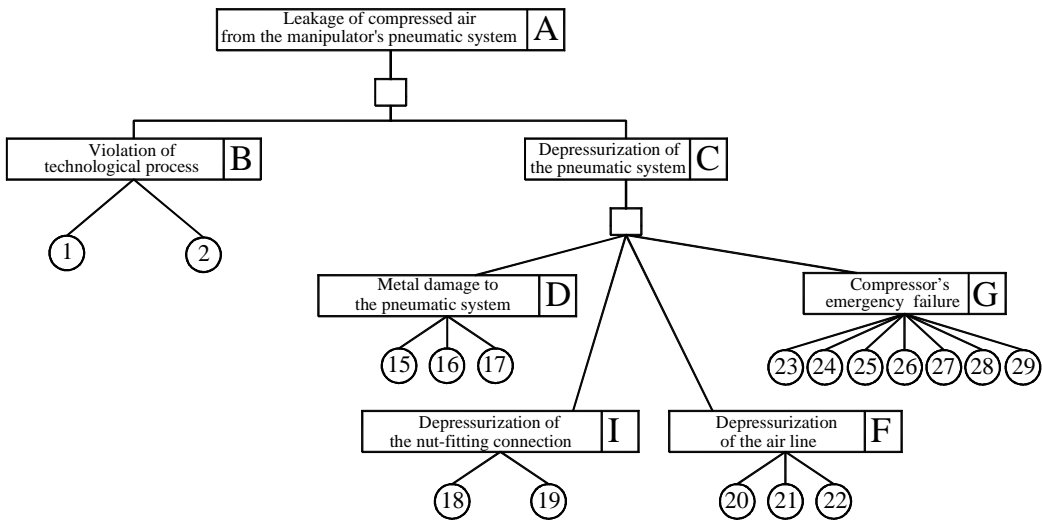 Leakage of compressed air
from the manipulator's pneumatic system
A
Violation of
technological process
B
Depressurization of
the pneumatic system
C
1
2
Metal damage to
the pneumatic system
D
Compressor's
emergency failure
G
15
16
17
23
24
25
26
27
28
29
Depressurization of
the nut-fitting connection
I
Depressurization
of the air line
F
18
19
20
21
22